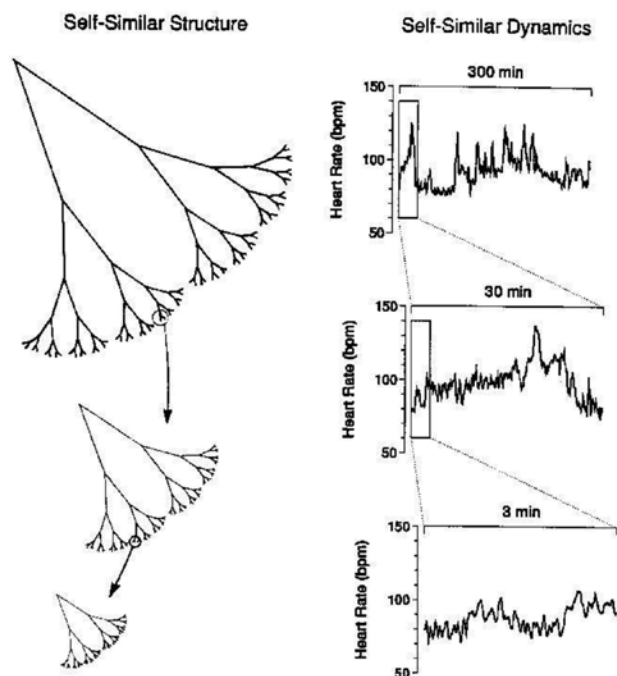 Self-Similar Structure
Self-Similar Dynamics
300 min
150
100
50
Heart Rate (bpm)
30 min
150
100
50
Heart Rate (bpm)
3 min
150
100
50
Heart Rate (bpm)